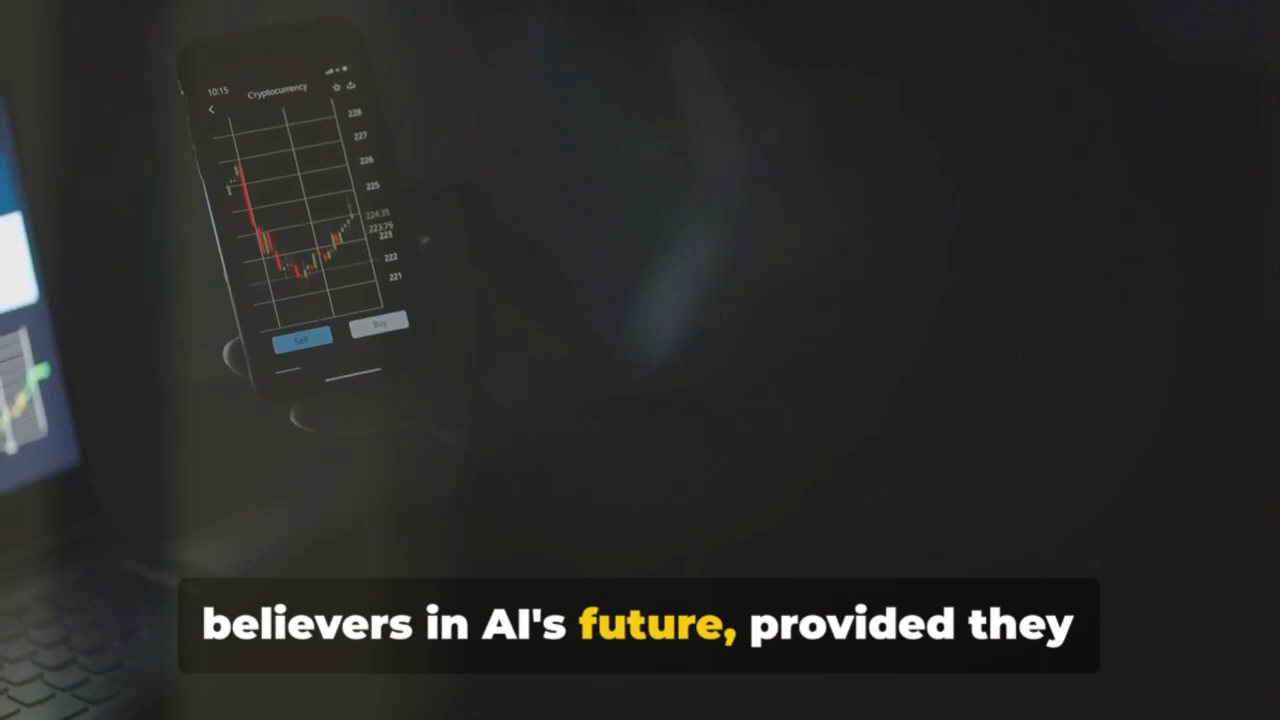 10:15
Cryptocurrency
228
227
226
225
224.35
223.79
223
222
221
Sell
Buy
believers in AI's future, provided they